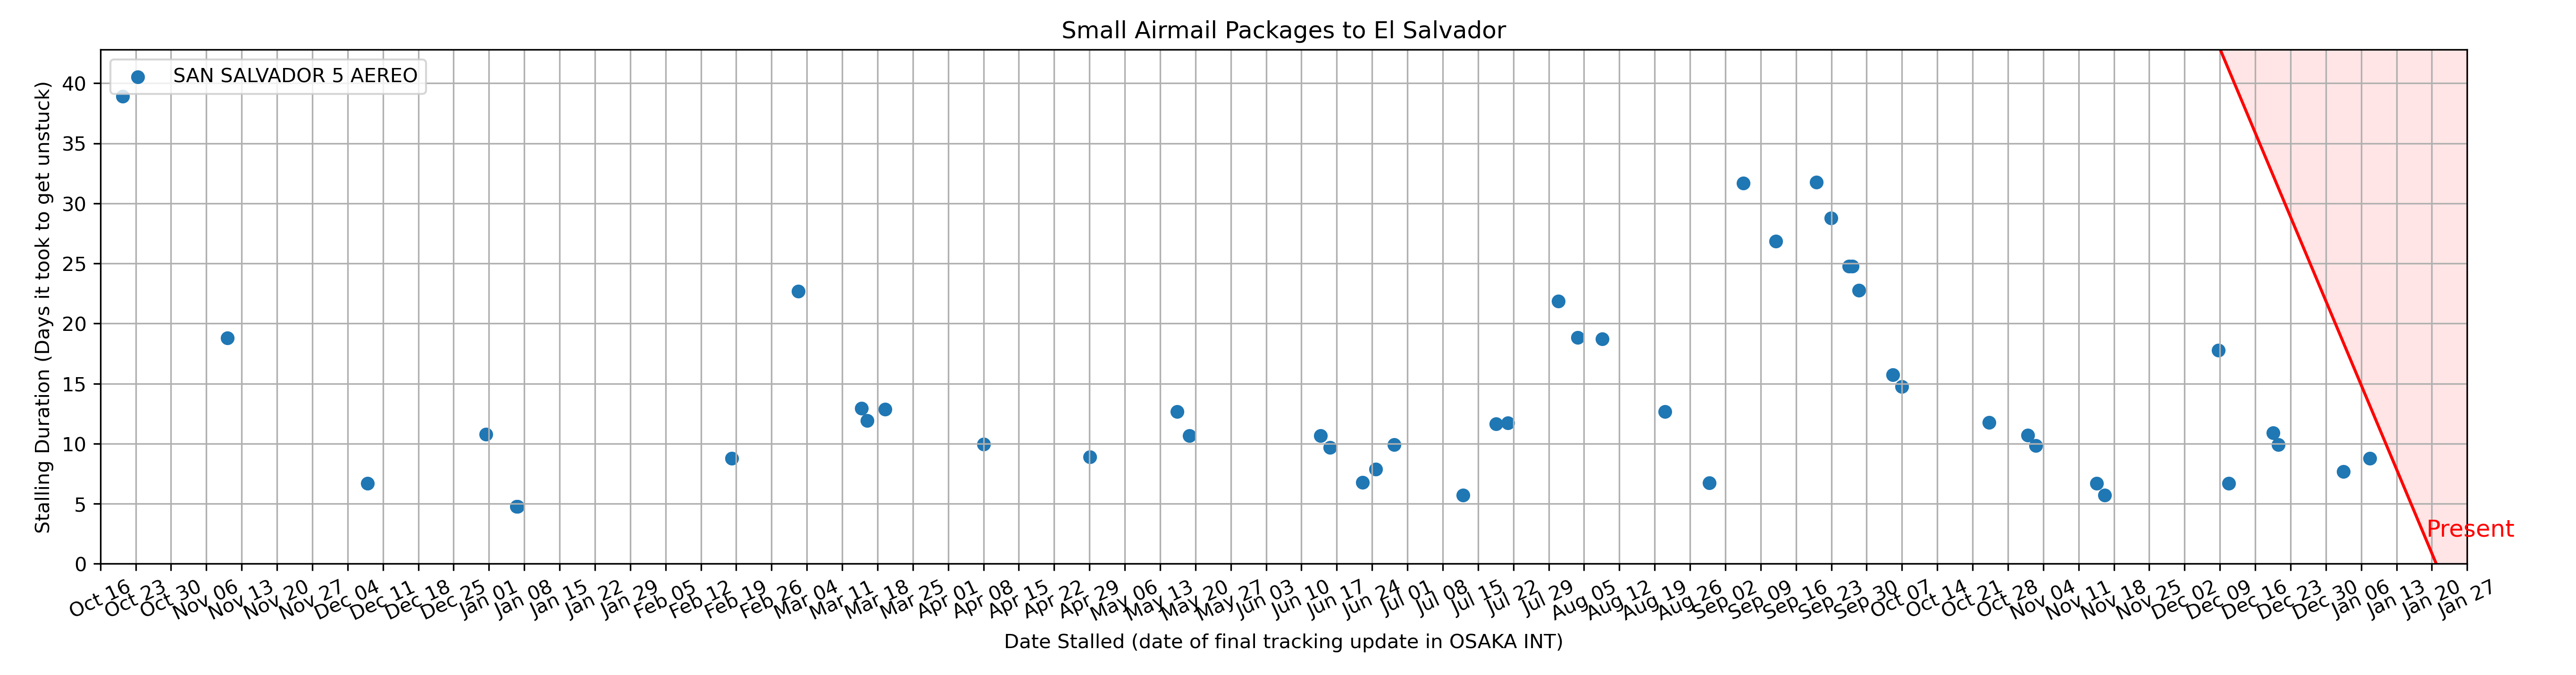 Small Airmail Packages to El Salvador
SAN SALVADOR 5 AEREO
Stalling Duration (Days it took to get unstuck)
40
35
30
25
20
15
10
5
0
Present
Oct 16
Oct 23
Oct 30
Nov 06
Nov 13
Nov 20
Nov 27
Dec 04
Dec 11
Dec 18
Dec 25
Jan 01
Jan 08
Jan 15
Jan 22
Jan 29
Feb 05
Feb 12
Feb 19
Feb 26
Mar 04
Mar 11
Mar 18
Mar 25
Apr 01
Apr 08
Apr 15
Apr 22
Apr 29
May 06
May 13
May 20
May 27
Jun 03
Jun 10
Jun 17
Jun 24
Jul 01
Jul 08
Jul 15
Jul 22
Jul 29
Aug 05
Aug 12
Aug 19
Aug 26
Sep 02
Sep 09
Sep 16
Sep 23
Sep 30
Oct 07
Oct 14
Oct 21
Oct 28
Nov 04
Nov 11
Nov 18
Nov 25
Dec 02
Dec 09
Dec 16
Dec 23
Dec 30
Jan 06
Jan 13
Jan 20
Jan 27
Date Stalled (date of final tracking update in OSAKA INT)